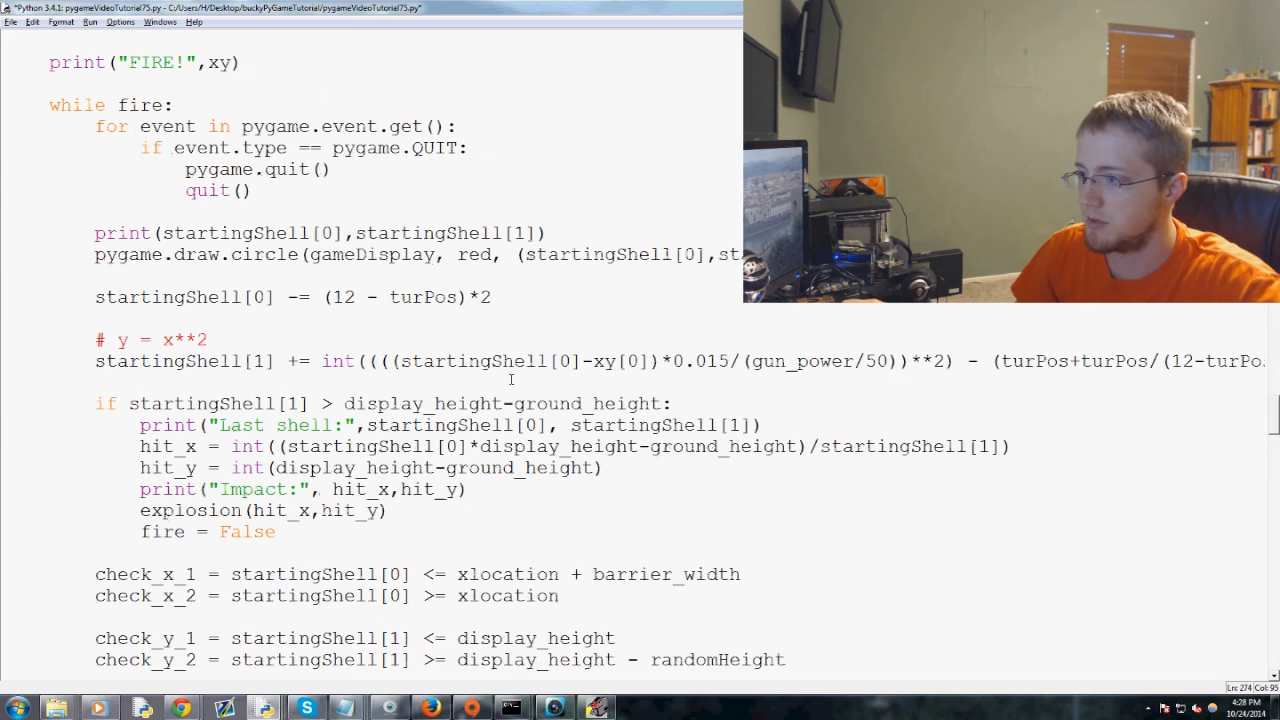 *Python 3.4.1: pygameVideoTutorial75.py - C:/Users/H/Desktop/buckyPyGameTutorial/pygameVideoTutorial75.py*
File Edit Format Run Options Windows Help
print("FIRE!",xy)
while fire:
for event in pygame.event.get():
if event.type == pygame.QUIT:
pygame.quit()
quit()
print(startingShell[0],startingShell[1])
pygame.draw.circle(gameDisplay, red, (startingShell[0],st
startingShell[0] -= (12 - turPos)*2
# y = x**2
startingShell[1] += int((((startingShell[0]-xy[0])*0.015/(gun_power/50))**2) - (turPos+turPos/(12-turPo
if startingShell[1] > display_height-ground_height:
print("Last shell:",startingShell[0], startingShell[1])
hit_x = int((startingShell[0]*display_height-ground_height)/startingShell[1])
hit_y = int(display_height-ground_height)
print("Impact:", hit_x,hit_y)
explosion(hit_x,hit_y)
fire = False
check_x_1 = startingShell[0] <= xlocation + barrier_width
check_x_2 = startingShell[0] >= xlocation
check_y_1 = startingShell[1] <= display_height
check_y_2 = startingShell[1] >= display_height - randomHeight
Ln: 274 Col: 95
4:28 PM
10/24/2014